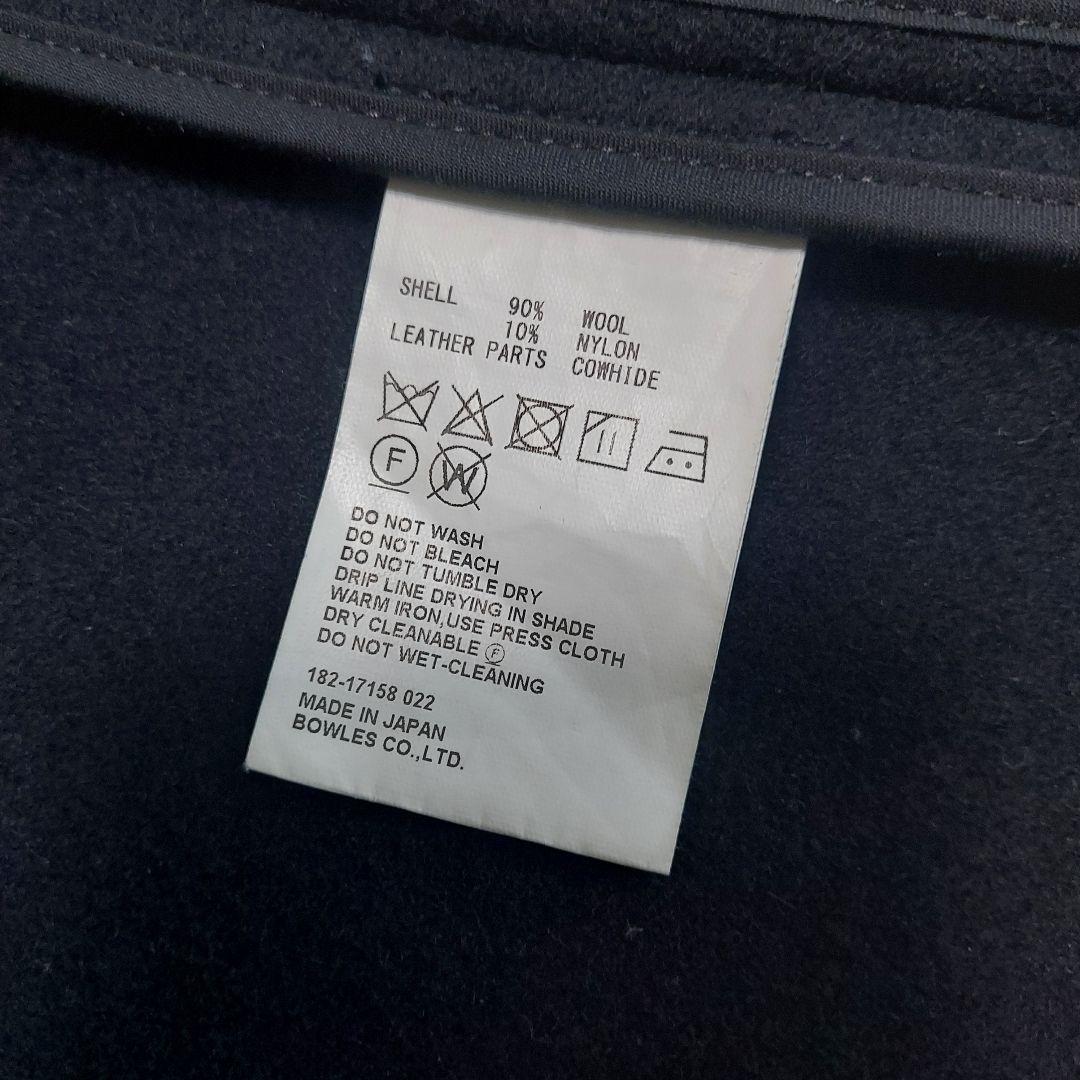 SHELL 90% WOOL
10% NYLON
LEATHER PARTS COWHIDE
F W
DO NOT WASH
DO NOT BLEACH
DO NOT TUMBLE DRY
DRIP LINE DRYING IN SHADE
WARM IRON,USE PRESS CLOTH
DRY CLEANABLE Ⓕ
DO NOT WET-CLEANING
182-17158 022
MADE IN JAPAN
BOWLES CO.,LTD.